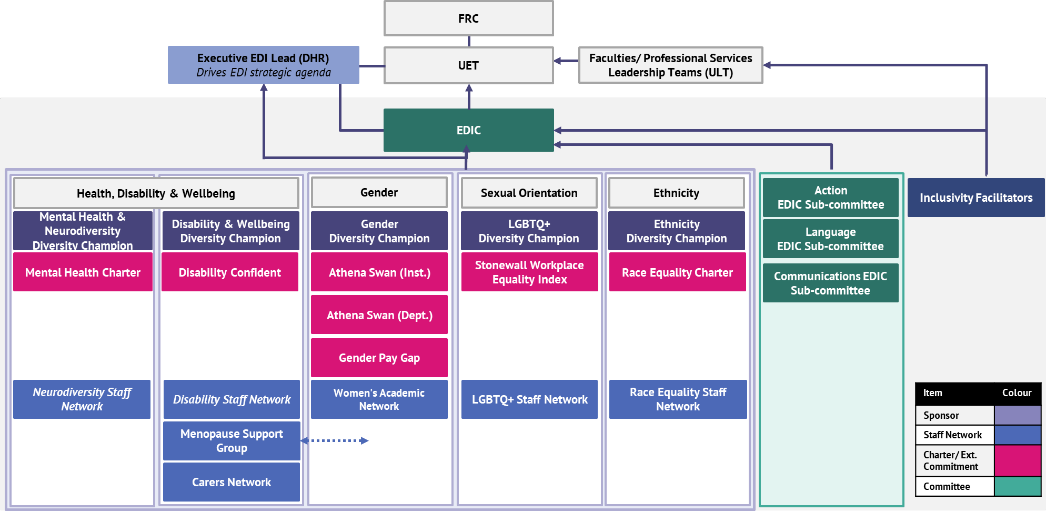 FRC
Executive EDI Lead (DHR)
Drives EDI strategic agenda
UET
Faculties/ Professional Services
Leadership Teams (ULT)
EDIC
Health, Disability & Wellbeing
Gender
Sexual Orientation
Ethnicity
Action
EDIC Sub-committee
Inclusivity Facilitators
Mental Health &
Neurodiversity
Diversity Champion
Disability & Wellbeing
Diversity Champion
Gender
Diversity Champion
LGBTQ+
Diversity Champion
Ethnicity
Diversity Champion
Language
EDIC Sub-committee
Mental Health Charter
Disability Confident
Athena Swan (Inst.)
Stonewall Workplace
Equality Index
Race Equality Charter
Communications EDIC
Sub-committee
Athena Swan (Dept.)
Gender Pay Gap
Neurodiversity Staff
Network
Disability Staff Network
Women's Academic
Network
LGBTQ+ Staff Network
Race Equality Staff
Network
Menopause Support
Group
Carers Network
Item
Colour
Sponsor
Staff Network
Charter/ Ext.
Commitment
Committee